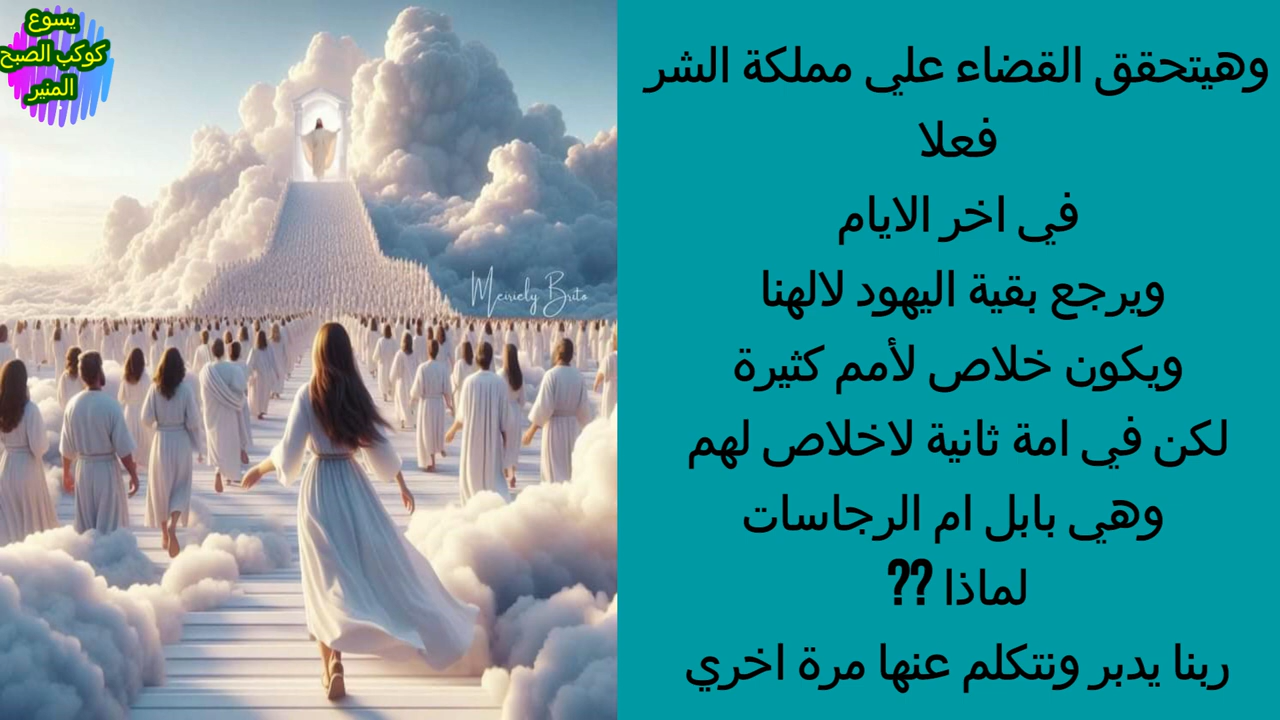 يسوع
كوكب الصبح
المنير
وهيتحقق القضاء علي مملكة الشر
فعلا
في اخر الايام
ويرجع بقية اليهود لالهنا
ويكون خلاص لأمم كثيرة
لكن في امة ثانية لاخلاص لهم
وهي بابل ام الرجاسات
لماذا ??
ربنا يدبر ونتكلم عنها مرة اخري
Meiriely Brito